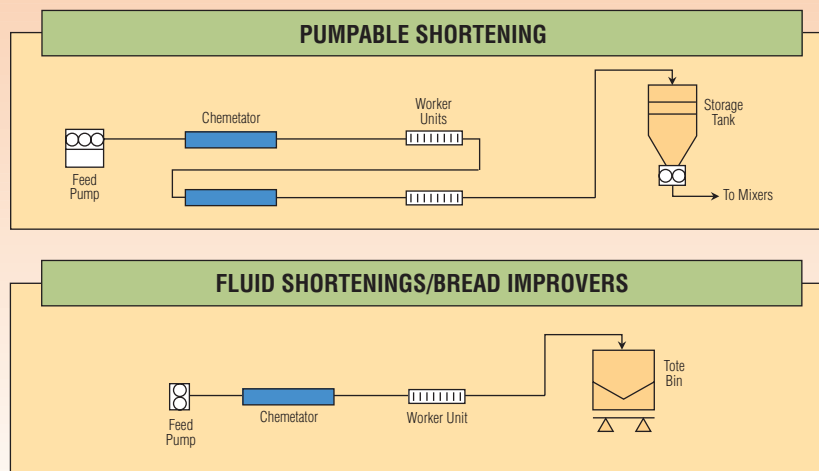 PUMPABLE SHORTENING
Chemetator
Worker
Units
Storage
Tank
Feed
Pump
To Mixers
FLUID SHORTENINGS/BREAD IMPROVERS
Tote
Bin
Chemetator
Worker Unit
Feed
Pump